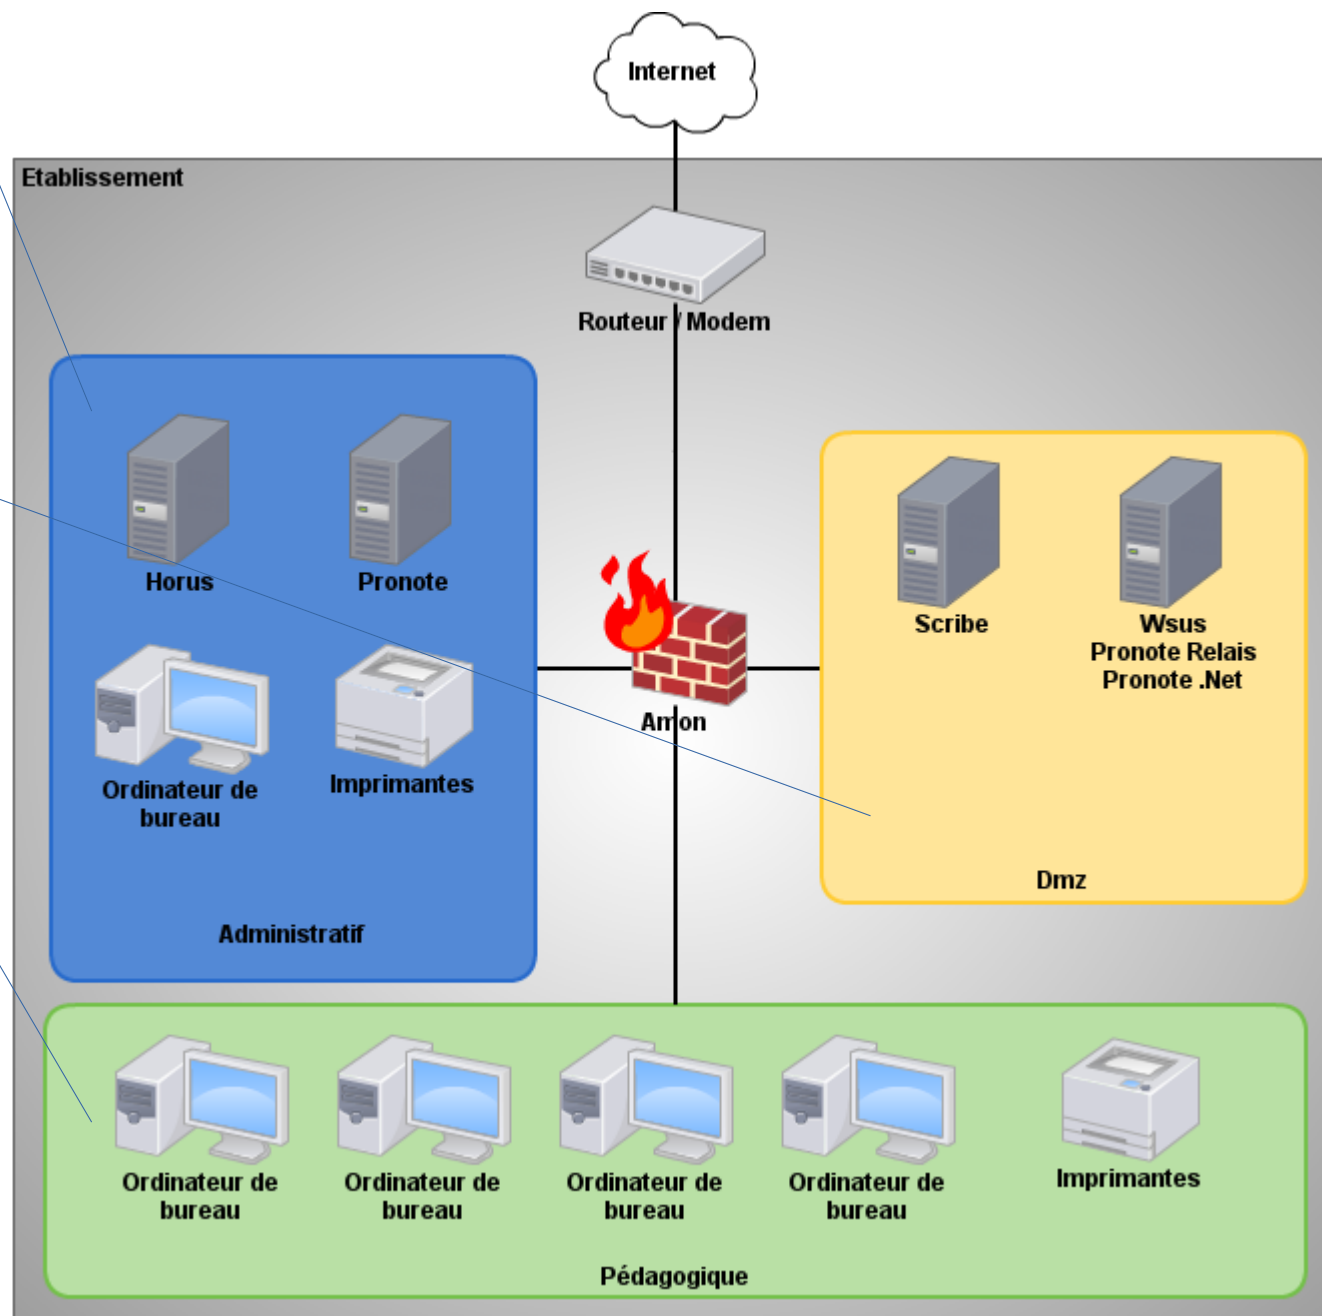 Internet
Etablissement
Routeur / Modem
Horus
Pronote
Scribe
Wsus
Pronote Relais
Pronote .Net
Amon
Ordinateur de
bureau
Imprimantes
Dmz
Administratif
Ordinateur de
bureau
Ordinateur de
bureau
Ordinateur de
bureau
Ordinateur de
bureau
Imprimantes
Pédagogique